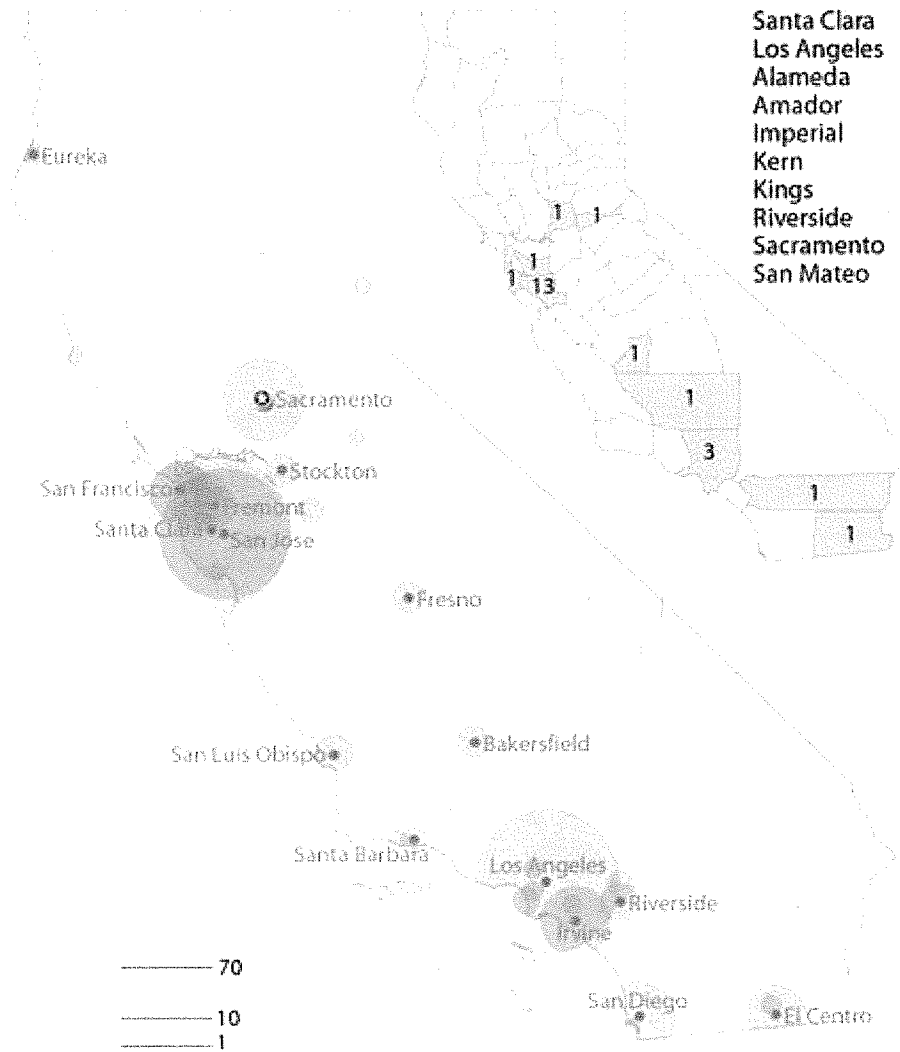 Santa Clara
Los Angeles
Alameda
Amador
Imperial
Kern
Kings
Riverside
Sacramento
San Mateo
Eureka
1
1
1
1
13
1
1
3
1
1
Sacramento
Stockton
San Francisco
Fremont
Santa Clara
San Jose
Fresno
San Luis Obispo
Bakersfield
Santa Barbara
Los Angeles
Riverside
Irvine
70
San Diego
10
El Centro
1